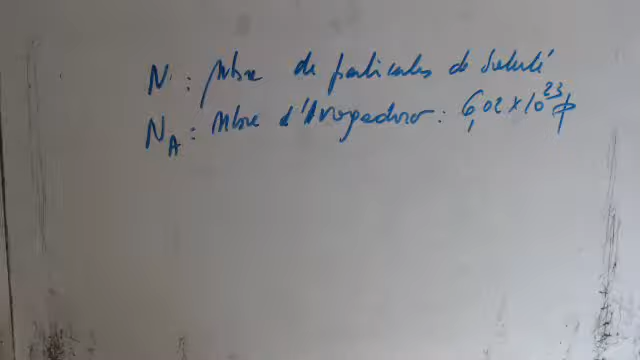 N : Nbre de particules de soluté
N_A : Nbre d'Avogadro : 6,02 x 10^23 φ